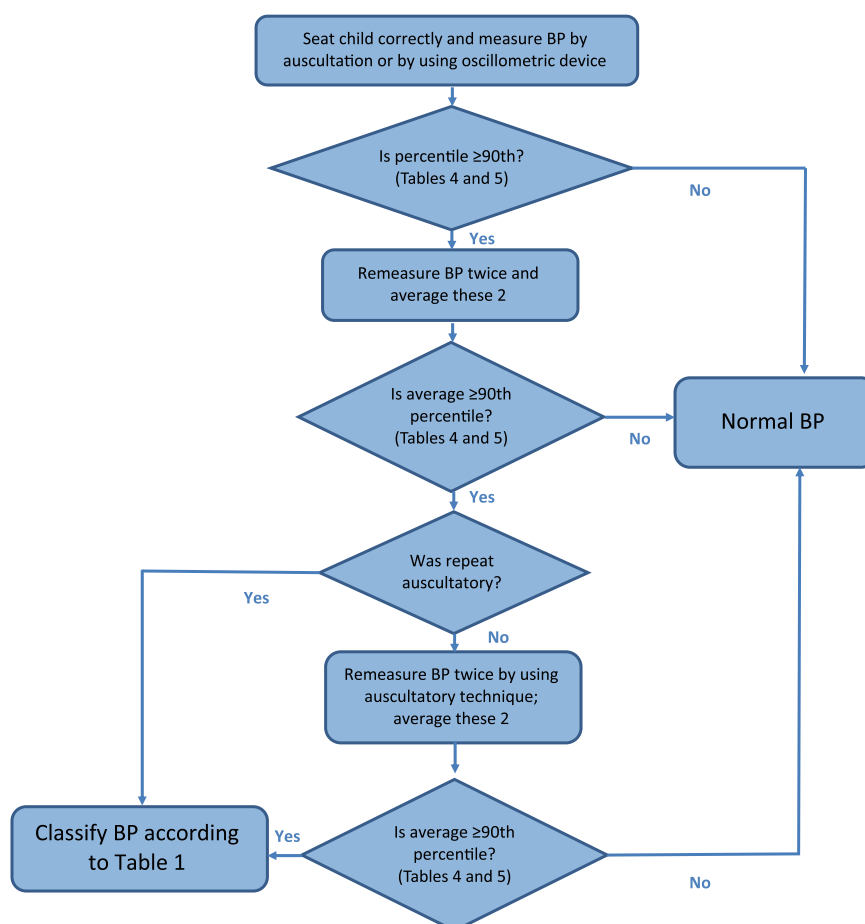 Seat child correctly and measure BP by
auscultation or by using oscillometric device
Is percentile ≥90th?
(Tables 4 and 5)
No
Yes
Remeasure BP twice and
average these 2
Is average ≥90th
percentile?
(Tables 4 and 5)
No
Normal BP
Yes
Was repeat
auscultatory?
Yes
No
Remeasure BP twice by using
auscultatory technique;
average these 2
Classify BP according
to Table 1
Yes
Is average ≥90th
percentile?
(Tables 4 and 5)
No